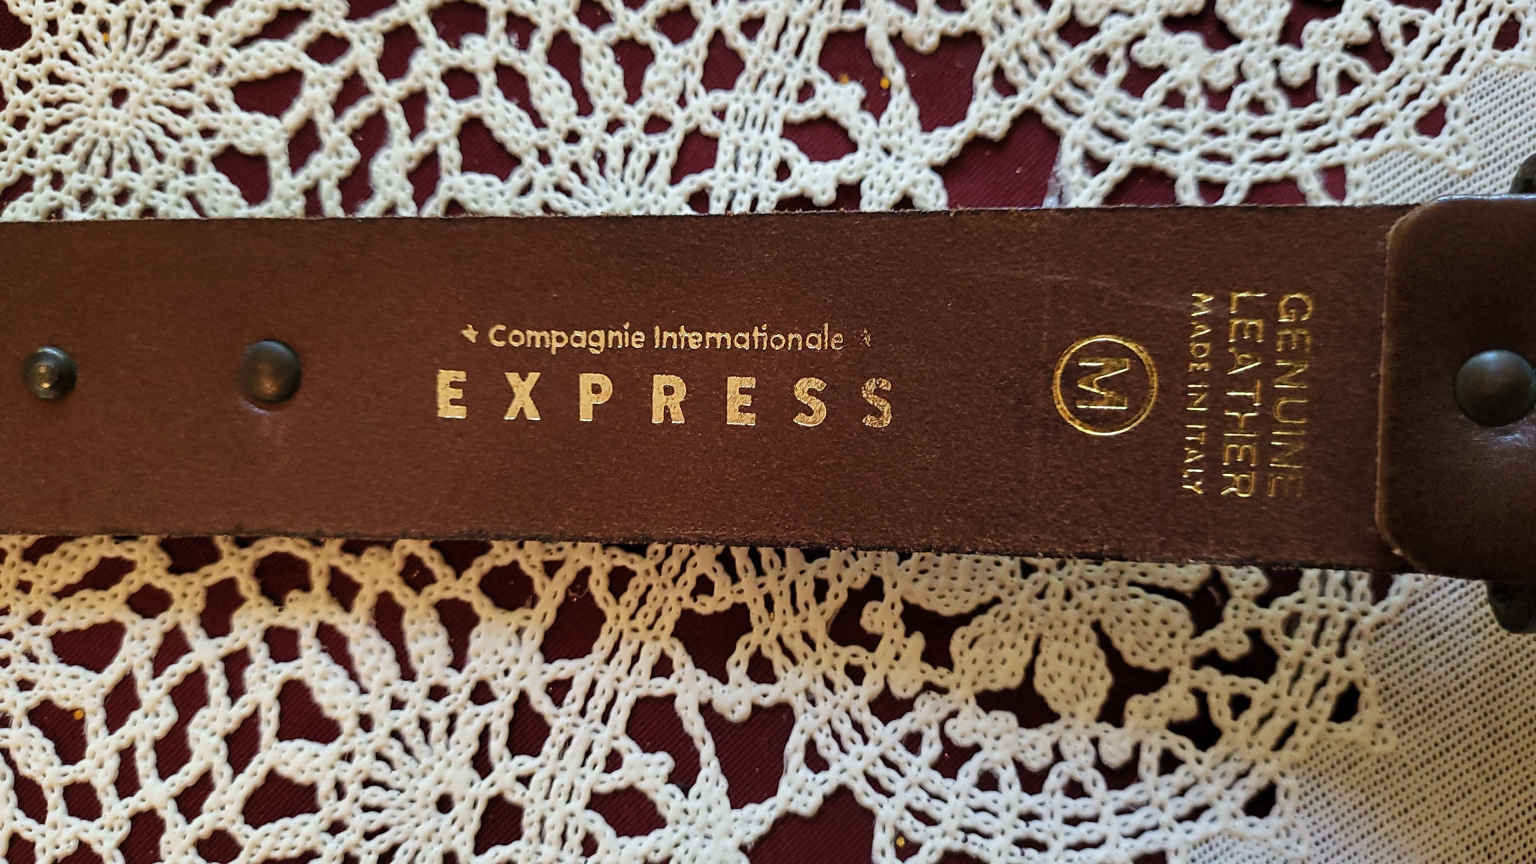 Compagnie Internationale
EXPRESS
M
GENUINE
LEATHER
MADE IN ITALY